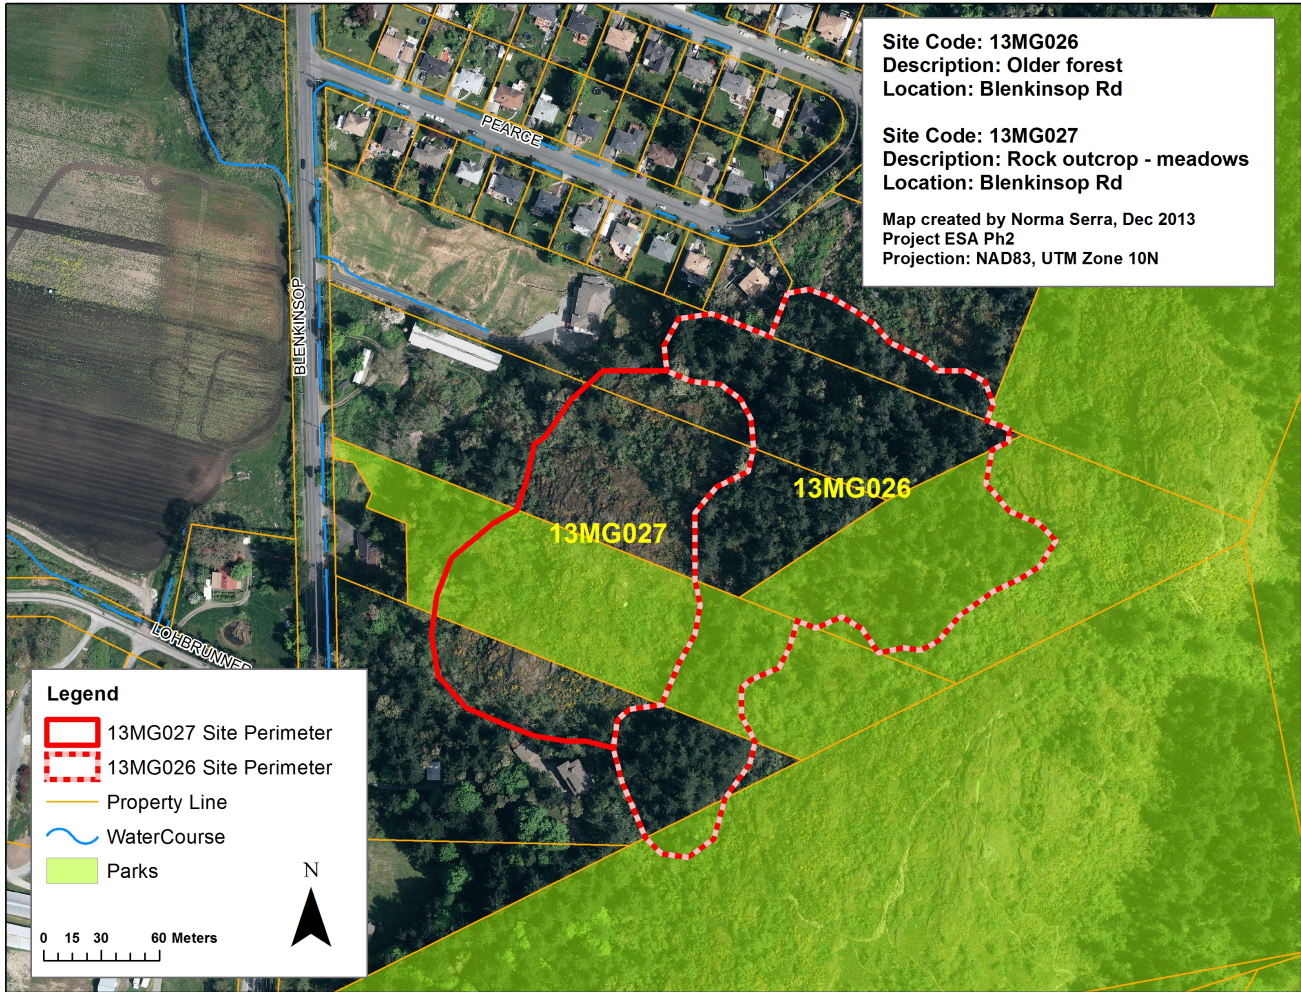 Site Code: 13MG026
Description: Older forest
Location: Blenkinsop Rd
Site Code: 13MG027
Description: Rock outcrop - meadows
Location: Blenkinsop Rd
Map created by Norma Serra, Dec 2013
Project ESA Ph2
Projection: NAD83, UTM Zone 10N
PEARCE
BLENKINSOP
13MG026
13MG027
LOHBRUNNER
Legend
13MG027 Site Perimeter
13MG026 Site Perimeter
Property Line
WaterCourse
Parks
N
0 15 30 60 Meters